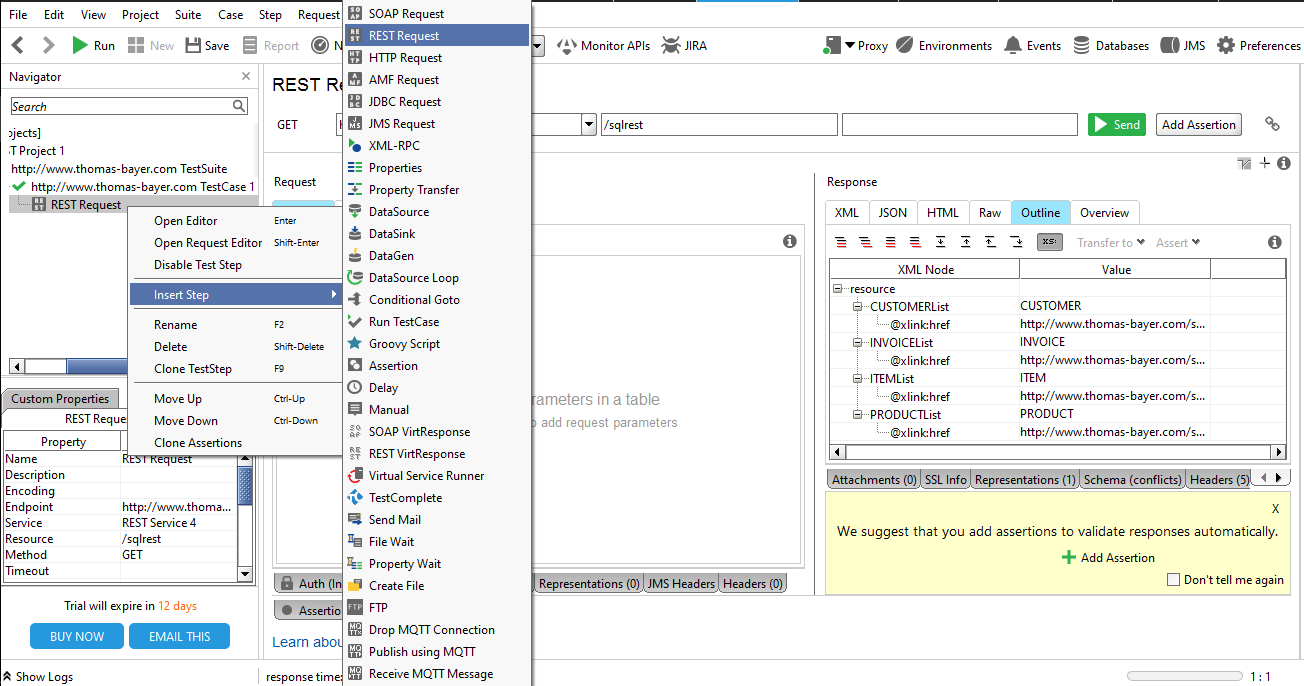 File Edit View Project Suite Case Step Request
Run New Save Report Monitor APIs JIRA Proxy Environments Events Databases JMS Preferences
Navigator
Search
ojects]
T Project 1
http://www.thomas-bayer.com TestSuite
http://www.thomas-bayer.com TestCase 1
REST Request
Open Editor Enter
Open Request Editor Shift-Enter
Disable Test Step
Insert Step
Rename F2
Delete Shift-Delete
Clone TestStep F9
Move Up Ctrl-Up
Move Down Ctrl-Down
Clone Assertions
SOAP Request
REST Request
HTTP Request
AMF Request
JDBC Request
JMS Request
XML-RPC
Properties
Property Transfer
DataSource
DataSink
DataGen
DataSource Loop
Conditional Goto
Run TestCase
Groovy Script
Assertion
Delay
Manual
SOAP VirtResponse
REST VirtResponse
Virtual Service Runner
TestComplete
Send Mail
File Wait
Property Wait
Create File
FTP
Drop MQTT Connection
Publish using MQTT
Receive MQTT Message
Custom Properties
REST Reque
Property
Name REST Request
Description
Encoding
Endpoint http://www.thoma...
Service REST Service 4
Resource /sqlrest
Method GET
Timeout
Trial will expire in 12 days
BUY NOW EMAIL THIS
Show Logs
REST Re
GET /sqlrest Send Add Assertion
Request
arameters in a table
o add request parameters
Auth (In Representations (0) JMS Headers Headers (0)
Assertio
Learn abou
response time:
Response
XML JSON HTML Raw Outline Overview
XS: Transfer to Assert
XML Node Value
resource
CUSTOMERList CUSTOMER
@xlink:href http://www.thomas-bayer.com/s...
INVOICEList INVOICE
@xlink:href http://www.thomas-bayer.com/s...
ITEMList ITEM
@xlink:href http://www.thomas-bayer.com/s...
PRODUCTList PRODUCT
@xlink:href http://www.thomas-bayer.com/s...
Attachments (0) SSL Info Representations (1) Schema (conflicts) Headers (5)
X
We suggest that you add assertions to validate responses automatically.
Add Assertion
Don't tell me again
1 : 1